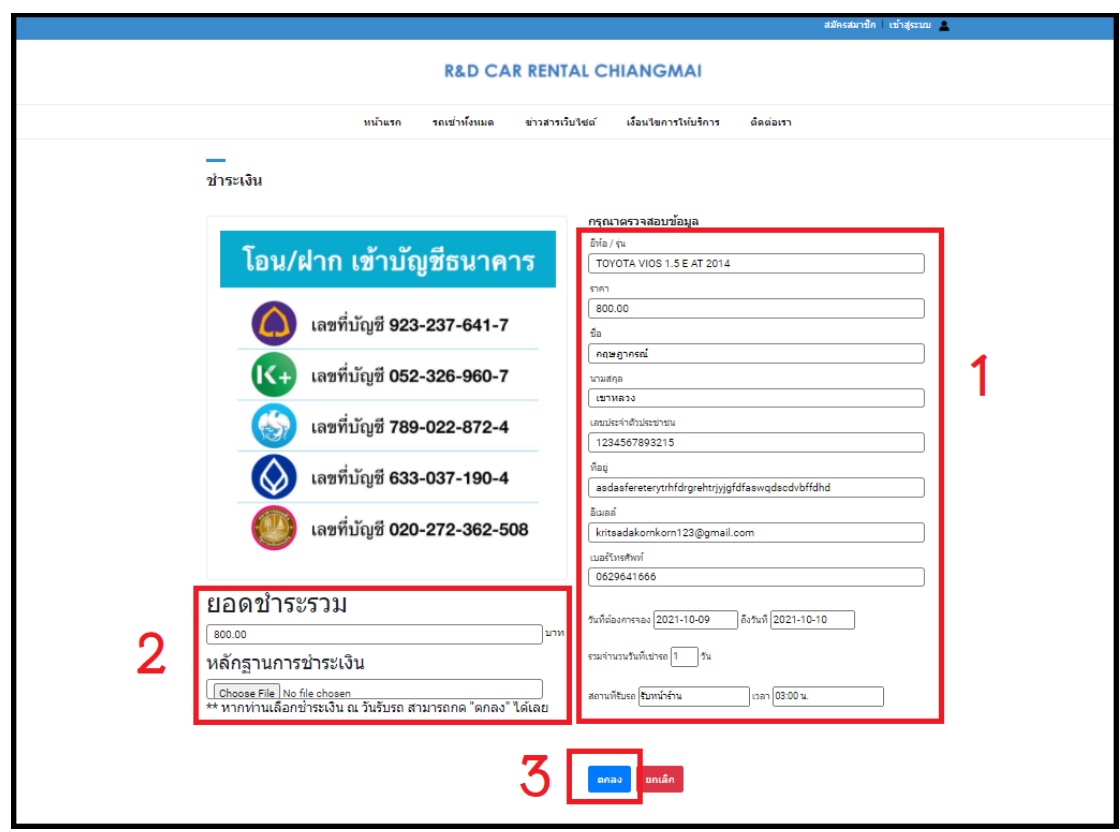 สมัครสมาชิก | เข้าสู่ระบบ
R&D CAR RENTAL CHIANGMAI
หน้าแรก รถเช่าทั้งหมด ข่าวสารเว็บไซต์ เงื่อนไขการให้บริการ ติดต่อเรา
ชำระเงิน
โอน/ฝาก เข้าบัญชีธนาคาร
เลขที่บัญชี 923-237-641-7
K+ เลขที่บัญชี 052-326-960-7
เลขที่บัญชี 789-022-872-4
เลขที่บัญชี 633-037-190-4
เลขที่บัญชี 020-272-362-508
2
ยอดชำระรวม
800.00 บาท
หลักฐานการชำระเงิน
Choose File No file chosen
** หากท่านเลือกชำระเงิน ณ วันรับรถ สามารถกด "ตกลง" ได้เลย
กรุณาตรวจสอบข้อมูล
1
ยี่ห้อ / รุ่น
TOYOTA VIOS 1.5 E AT 2014
ราคา
800.00
ชื่อ
กฤษฎากรณ์
นามสกุล
เขาหลวง
เลขประจำตัวประชาชน
1234567893215
ที่อยู่
asdasfereterytrhfdrgrehtrjyjgfdfaswqdscdvbffdhd
อีเมลล์
kritsadakornkorn123@gmail.com
เบอร์โทรศัพท์
0629641666
วันที่ต้องการจอง 2021-10-09 ถึงวันที่ 2021-10-10
รวมจำนวนวันที่เช่ารถ 1 วัน
สถานที่รับรถ รับหน้าร้าน เวลา 03:00 น.
3
ตกลง ยกเลิก